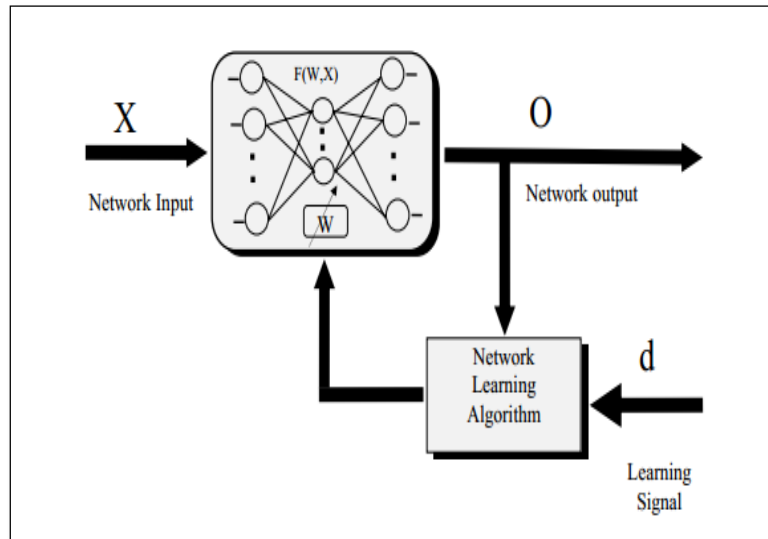 F(W,X)
X
Network Input
W
O
Network output
Network
Learning
Algorithm
d
Learning
Signal